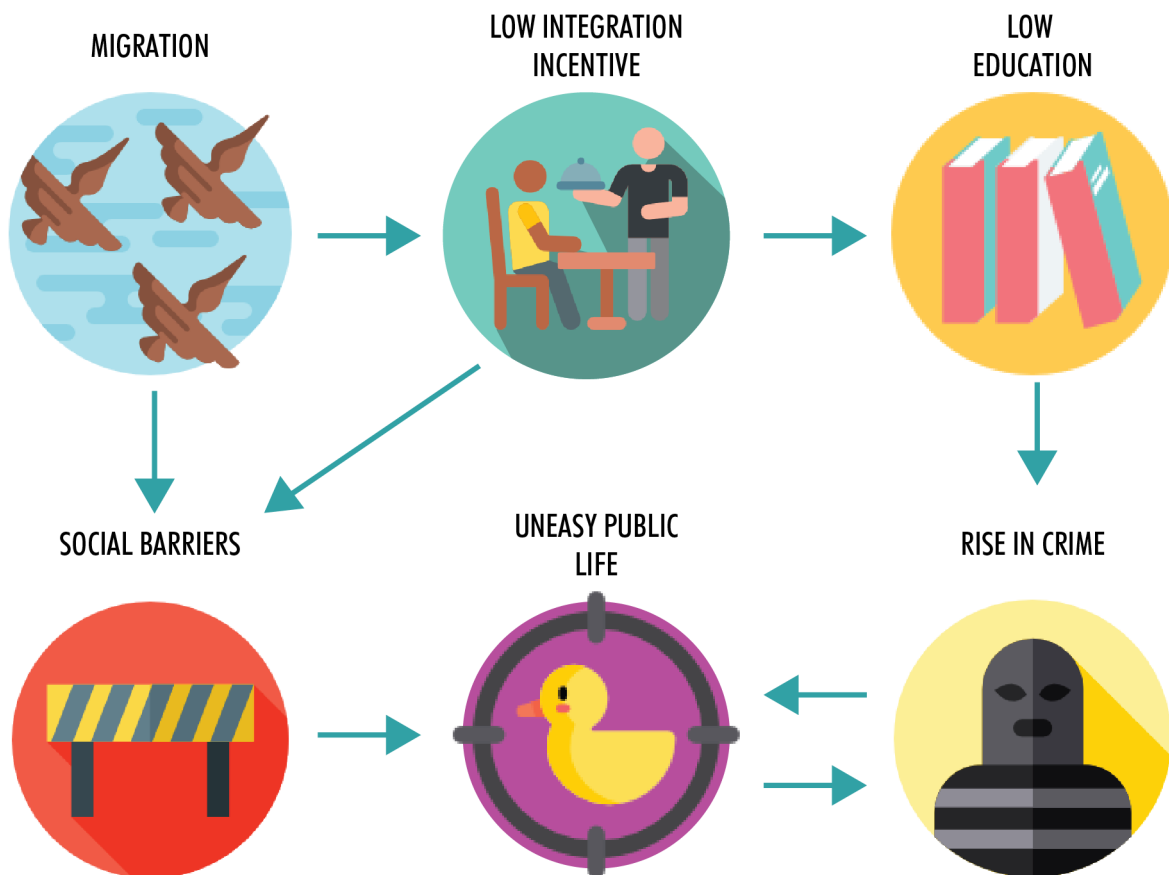 MIGRATION
LOW INTEGRATION
INCENTIVE
LOW
EDUCATION
SOCIAL BARRIERS
UNEASY PUBLIC
LIFE
RISE IN CRIME